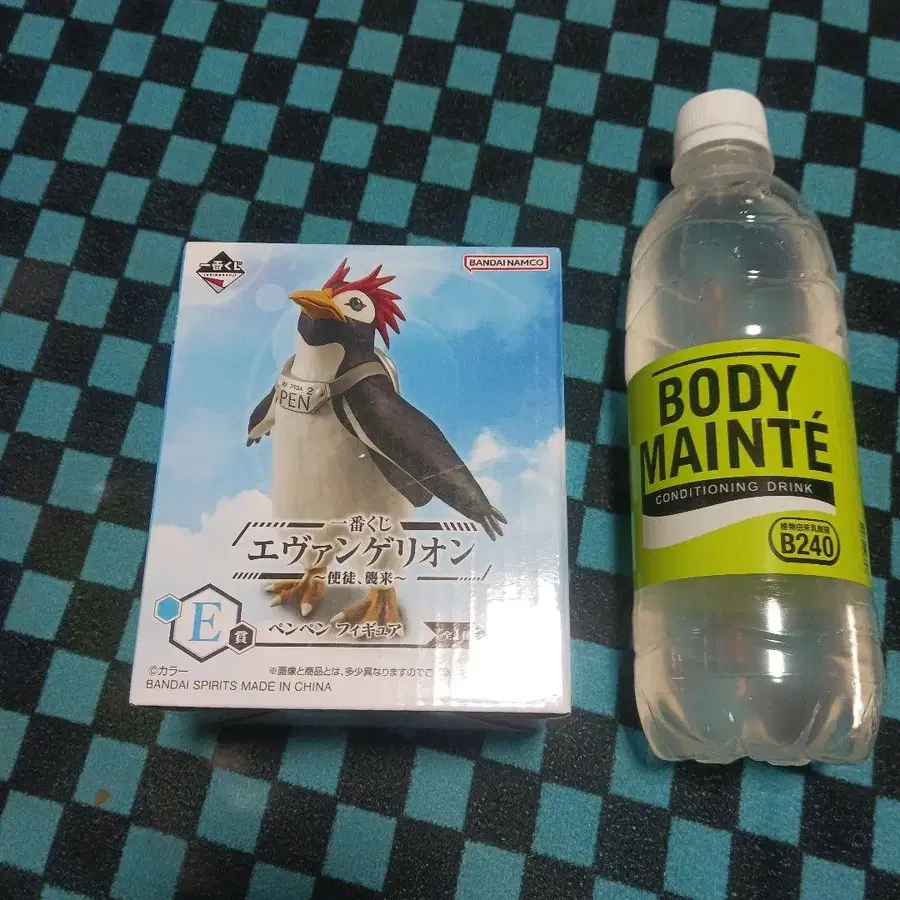 一番くじ
BANDAI NAMCO
PEN
一番くじ
エヴァンゲリオン
～使徒、襲来～
E賞
ペンペン フィギュア
©カラー
※画像と商品とは、多少異なりますのでご
BANDAI SPIRITS MADE IN CHINA
BODY
MAINTÉ
CONDITIONING DRINK
植物由来乳酸菌
B240